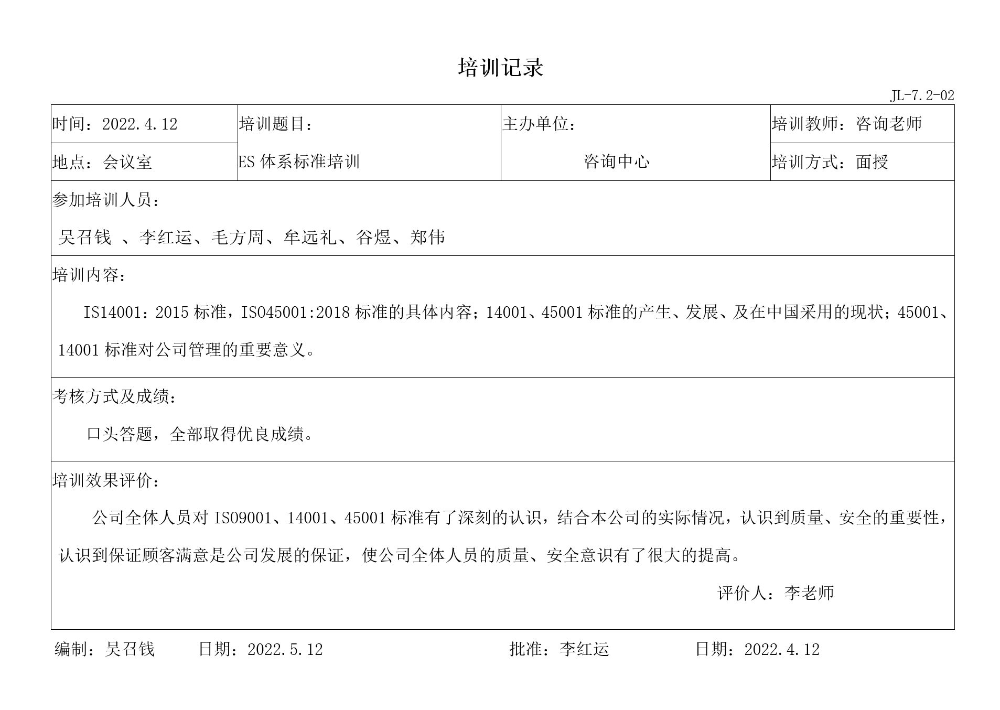 培训记录
JL-7.2-02
时间：2022.4.12
培训题目：
主办单位：
培训教师：咨询老师
地点：会议室
ES 体系标准培训
咨询中心
培训方式：面授
参加培训人员：
吴召钱 、李红运、毛方周、牟远礼、谷煜、郑伟
培训内容：
IS14001：2015 标准，ISO45001:2018 标准的具体内容；14001、45001 标准的产生、发展、及在中国采用的现状；45001、
14001 标准对公司管理的重要意义。
考核方式及成绩：
口头答题，全部取得优良成绩。
培训效果评价：
公司全体人员对 ISO9001、14001、45001 标准有了深刻的认识，结合本公司的实际情况，认识到质量、安全的重要性，
认识到保证顾客满意是公司发展的保证，使公司全体人员的质量、安全意识有了很大的提高。
评价人：李老师
编制：吴召钱 日期：2022.5.12 批准：李红运 日期：2022.4.12